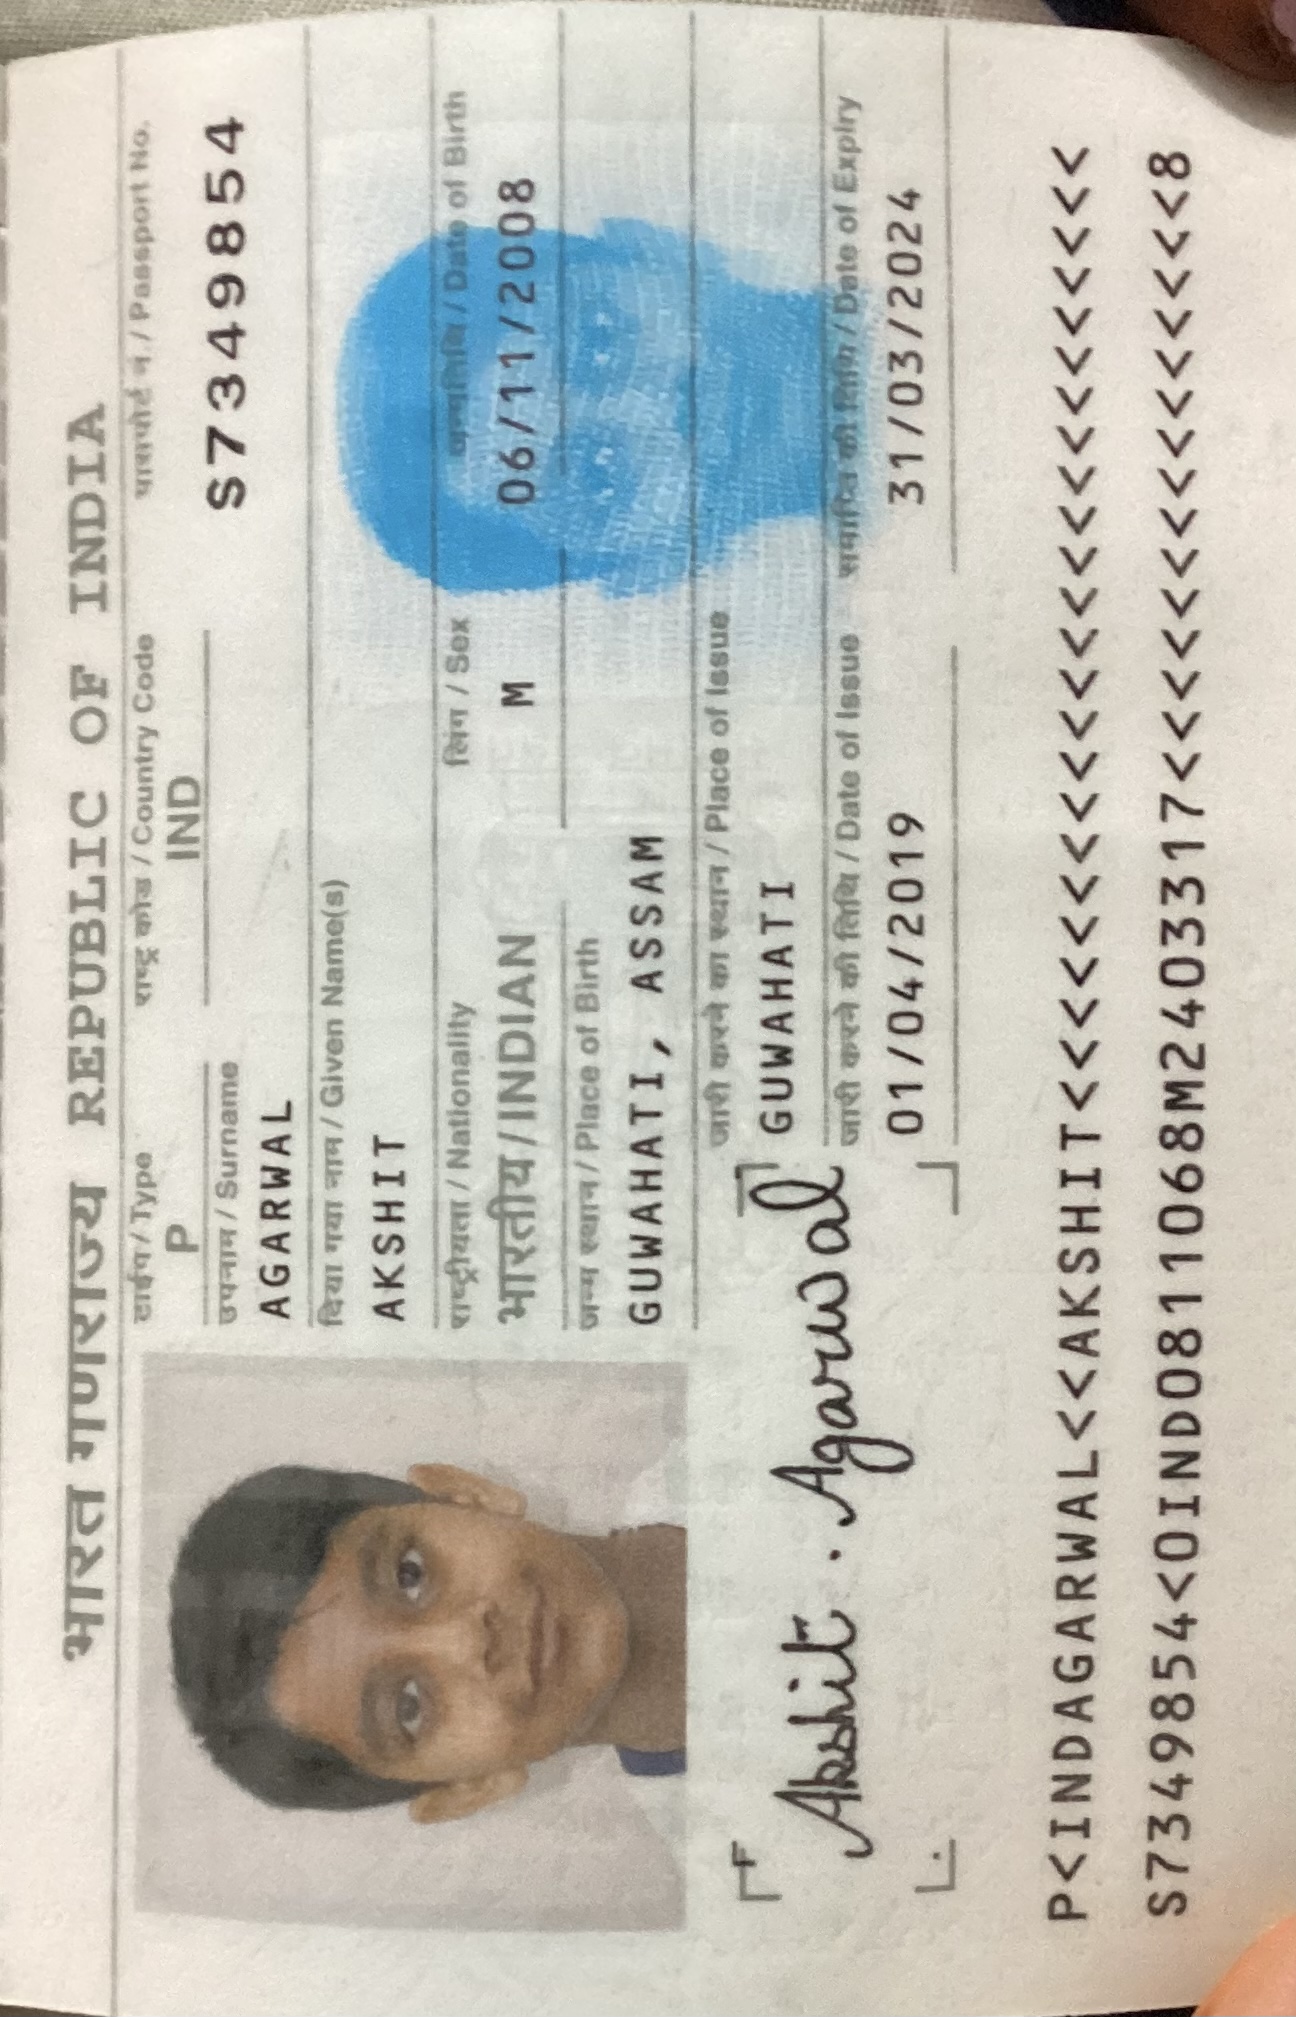 भारत गणराज्य REPUBLIC OF INDIA
टाईप / Type राष्ट्र कोड / Country Code पासपोर्ट न. / Passport No.
P IND S7349854
उपनाम / Surname
AGARWAL
दिया गया नाम / Given Name(s)
AKSHIT
राष्ट्रीयता / Nationality लिंग / Sex जन्मतिथि / Date of Birth
भारतीय / INDIAN M 06/11/2008
जन्म स्थान / Place of Birth
GUWAHATI, ASSAM
जारी करने का स्थान / Place of Issue
GUWAHATI
जारी करने की तिथि / Date of Issue समाप्ति की तिथि / Date of Expiry
01/04/2019 31/03/2024
F
Akshit . Agarwal
P<INDAGARWAL<<AKSHIT<<<<<<<<<<<<<<<<<<<<<<<<
S7349854<0IND0811068M2403317<<<<<<<<<<<<<<<8